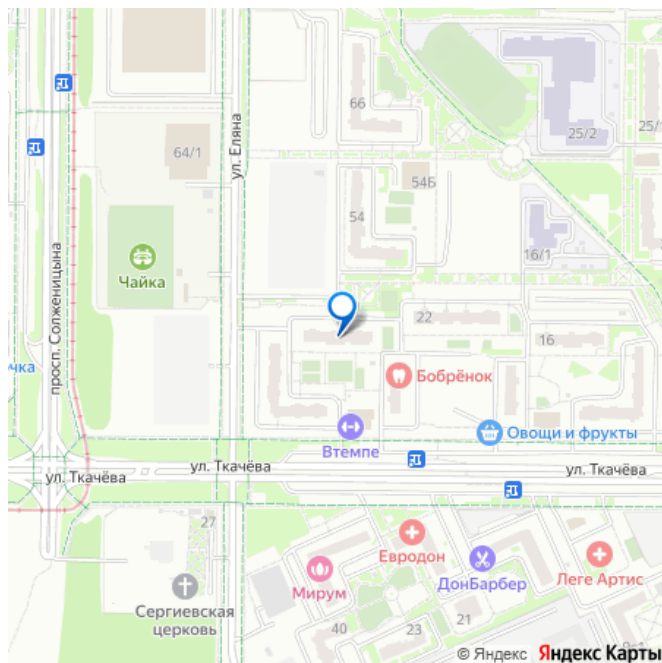 66
25/2
25/1
64/1
ул. Еляна
54Б
54
16/1
Чайка
просп. Солженицына
22
16
Бобрёнок
Втемпе
Овощи и фрукты
ул. Ткачёва
ул. Ткачёва
ул. Ткачёва
27
Евродон
ДонБарбер
Леге Артис
Мирум
Сергиевская
церковь
40
23
21
© Яндекс Яндекс Карты